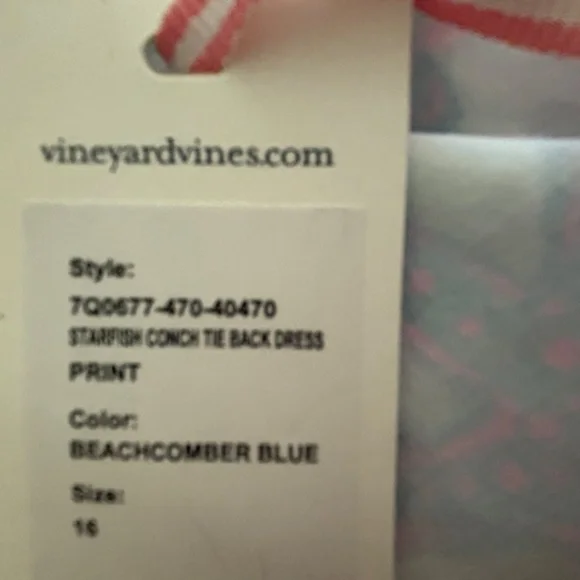 vineyardvines.com
Style:
7Q0677-470-40470
STARFISH CONCH TIE BACK DRESS
PRINT
Color:
BEACHCOMBER BLUE
Size:
16